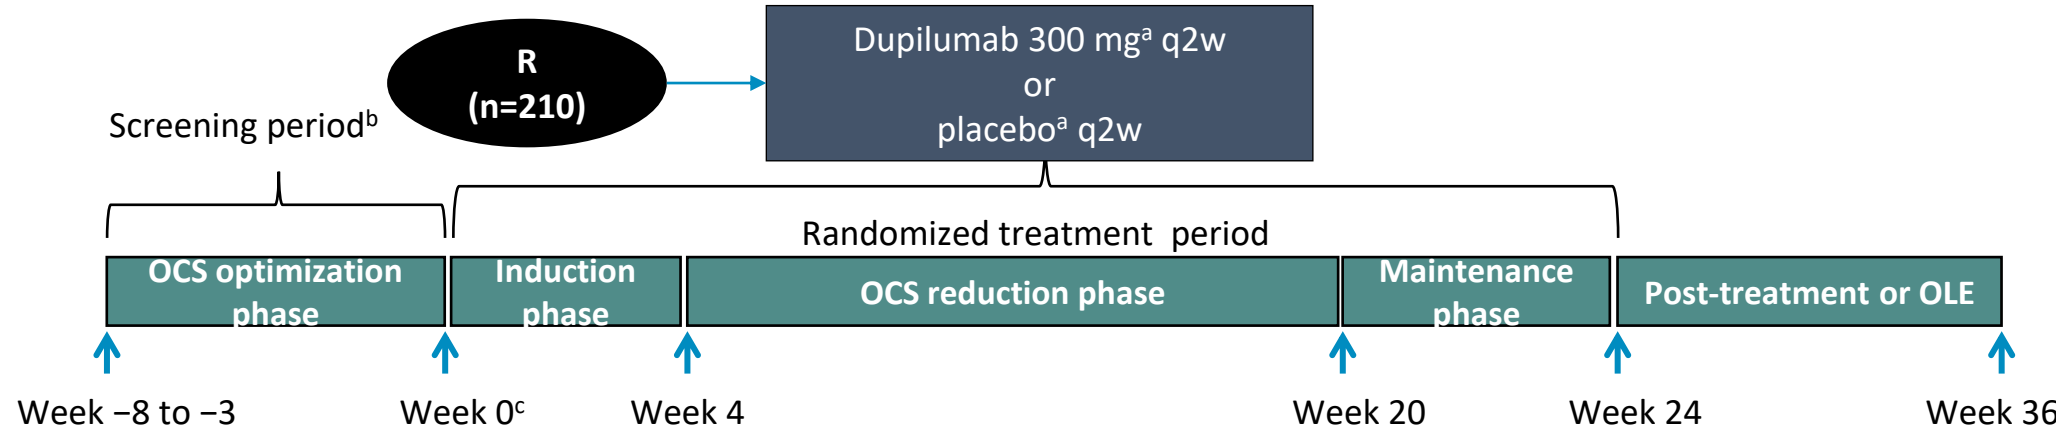 R
(n=210)
Dupilumab 300 mgᵃ q2w
or
placeboᵃ q2w
Screening periodᵇ
Randomized treatment  period
OCS optimization
phase
Induction
phase
OCS reduction phase
Maintenance
phase
Post-treatment or OLE
Week −8 to −3
Week 0ᶜ
Week 4
Week 20
Week 24
Week 36